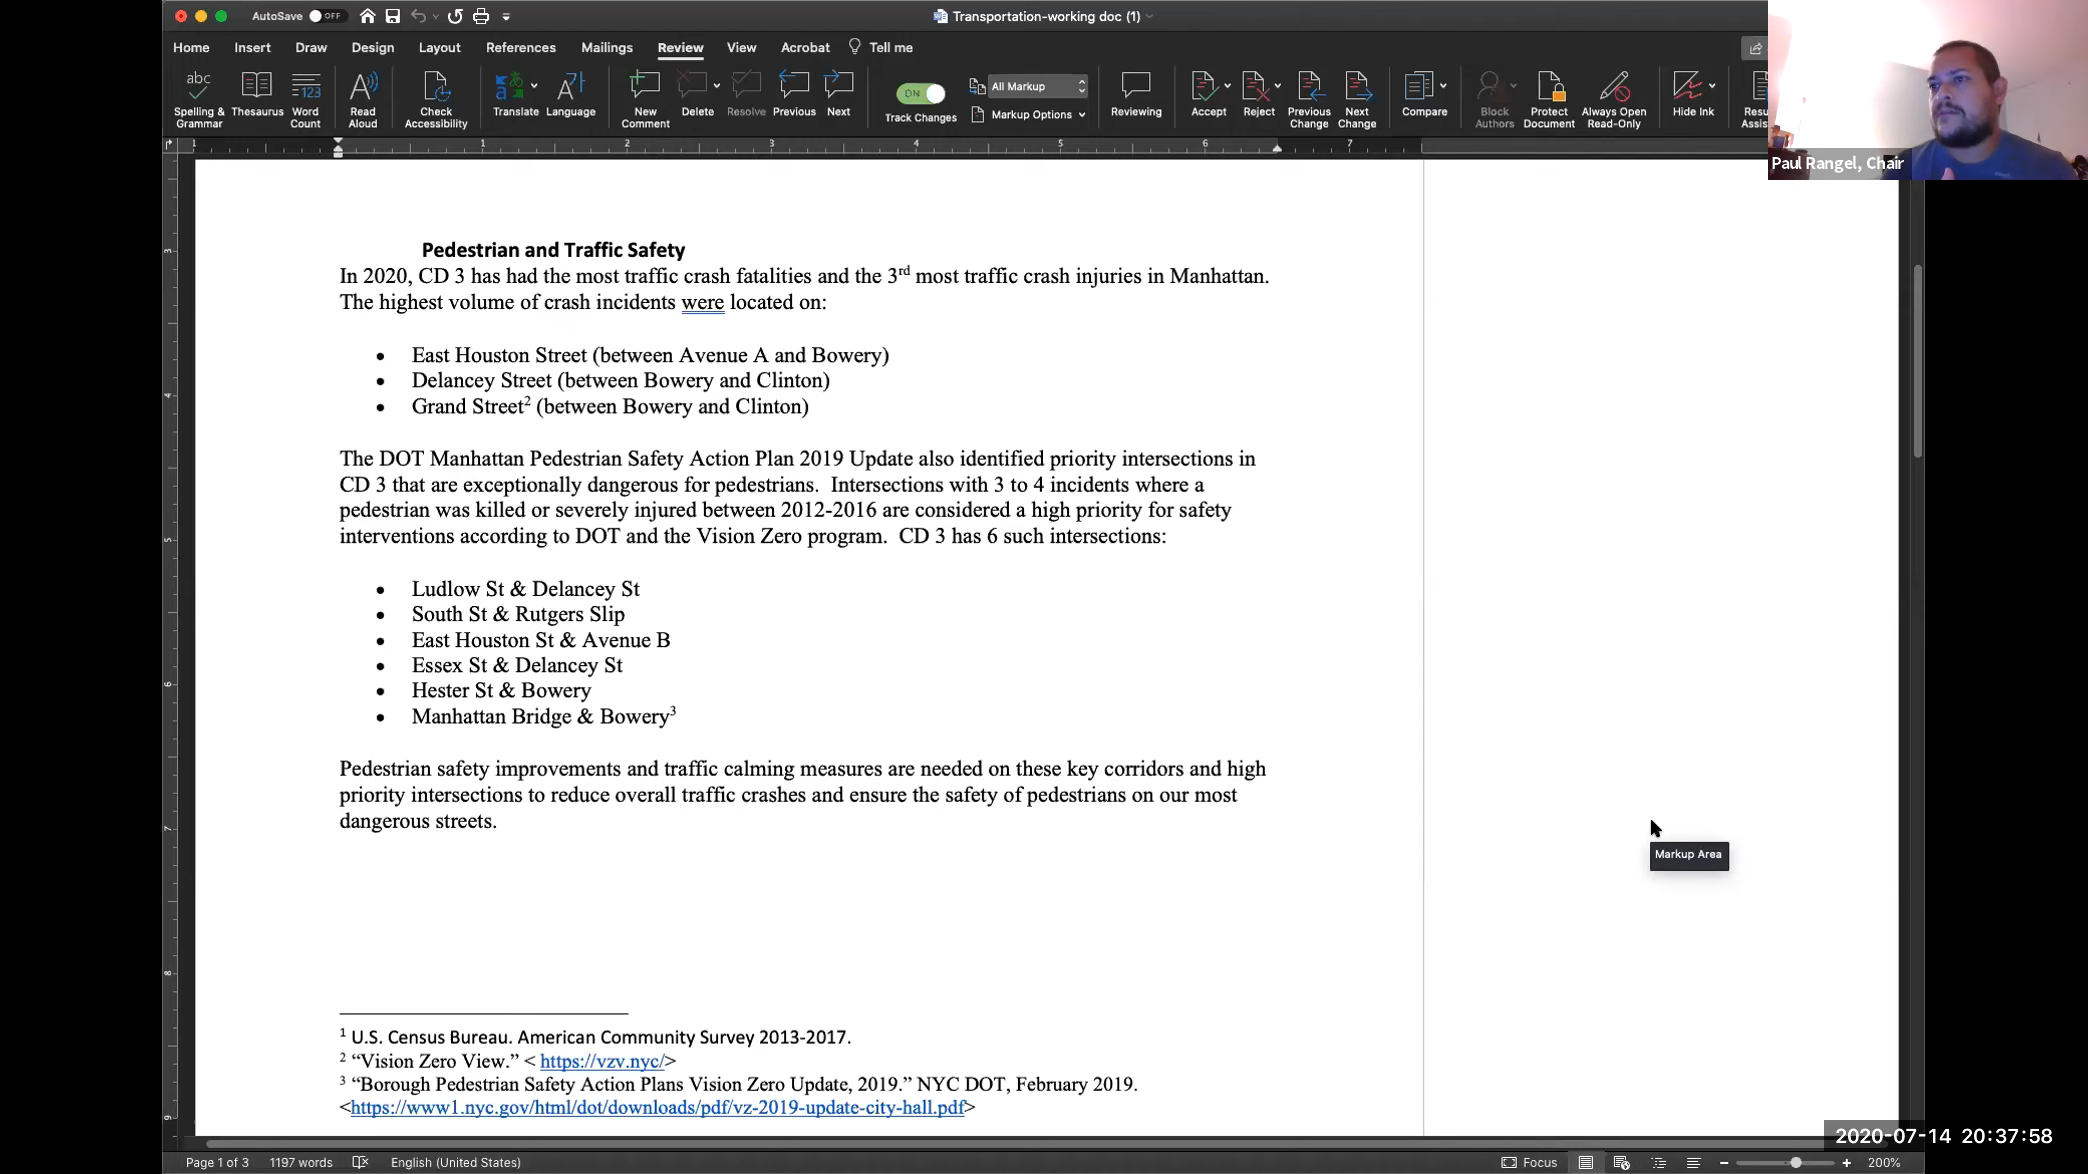 AutoSave OFF
Transportation-working doc (1)
Home Insert Draw Design Layout References Mailings Review View Acrobat Tell me
abc
Spelling & Grammar
Thesaurus
123
Word Count
Read Aloud
Check Accessibility
Translate
Language
New Comment
Delete
Resolve
Previous
Next
ON
Track Changes
All Markup
Markup Options
Reviewing
Accept
Reject
Previous Change
Next Change
Compare
Block Authors
Protect Document
Always Open Read-Only
Hide Ink
Paul Rangel, Chair
1 1 2 3 4 5 6 7
Pedestrian and Traffic Safety
In 2020, CD 3 has had the most traffic crash fatalities and the 3rd most traffic crash injuries in Manhattan.
The highest volume of crash incidents were located on:
• East Houston Street (between Avenue A and Bowery)
• Delancey Street (between Bowery and Clinton)
• Grand Street2 (between Bowery and Clinton)
The DOT Manhattan Pedestrian Safety Action Plan 2019 Update also identified priority intersections in
CD 3 that are exceptionally dangerous for pedestrians.  Intersections with 3 to 4 incidents where a
pedestrian was killed or severely injured between 2012-2016 are considered a high priority for safety
interventions according to DOT and the Vision Zero program.  CD 3 has 6 such intersections:
• Ludlow St & Delancey St
• South St & Rutgers Slip
• East Houston St & Avenue B
• Essex St & Delancey St
• Hester St & Bowery
• Manhattan Bridge & Bowery3
Pedestrian safety improvements and traffic calming measures are needed on these key corridors and high
priority intersections to reduce overall traffic crashes and ensure the safety of pedestrians on our most
dangerous streets.
Markup Area
1 U.S. Census Bureau. American Community Survey 2013-2017.
2 “Vision Zero View.” < https://vzv.nyc/>
3 “Borough Pedestrian Safety Action Plans Vision Zero Update, 2019.” NYC DOT, February 2019.
<https://www1.nyc.gov/html/dot/downloads/pdf/vz-2019-update-city-hall.pdf>
2020-07-14 20:37:58
Page 1 of 3 1197 words English (United States) Focus 200%